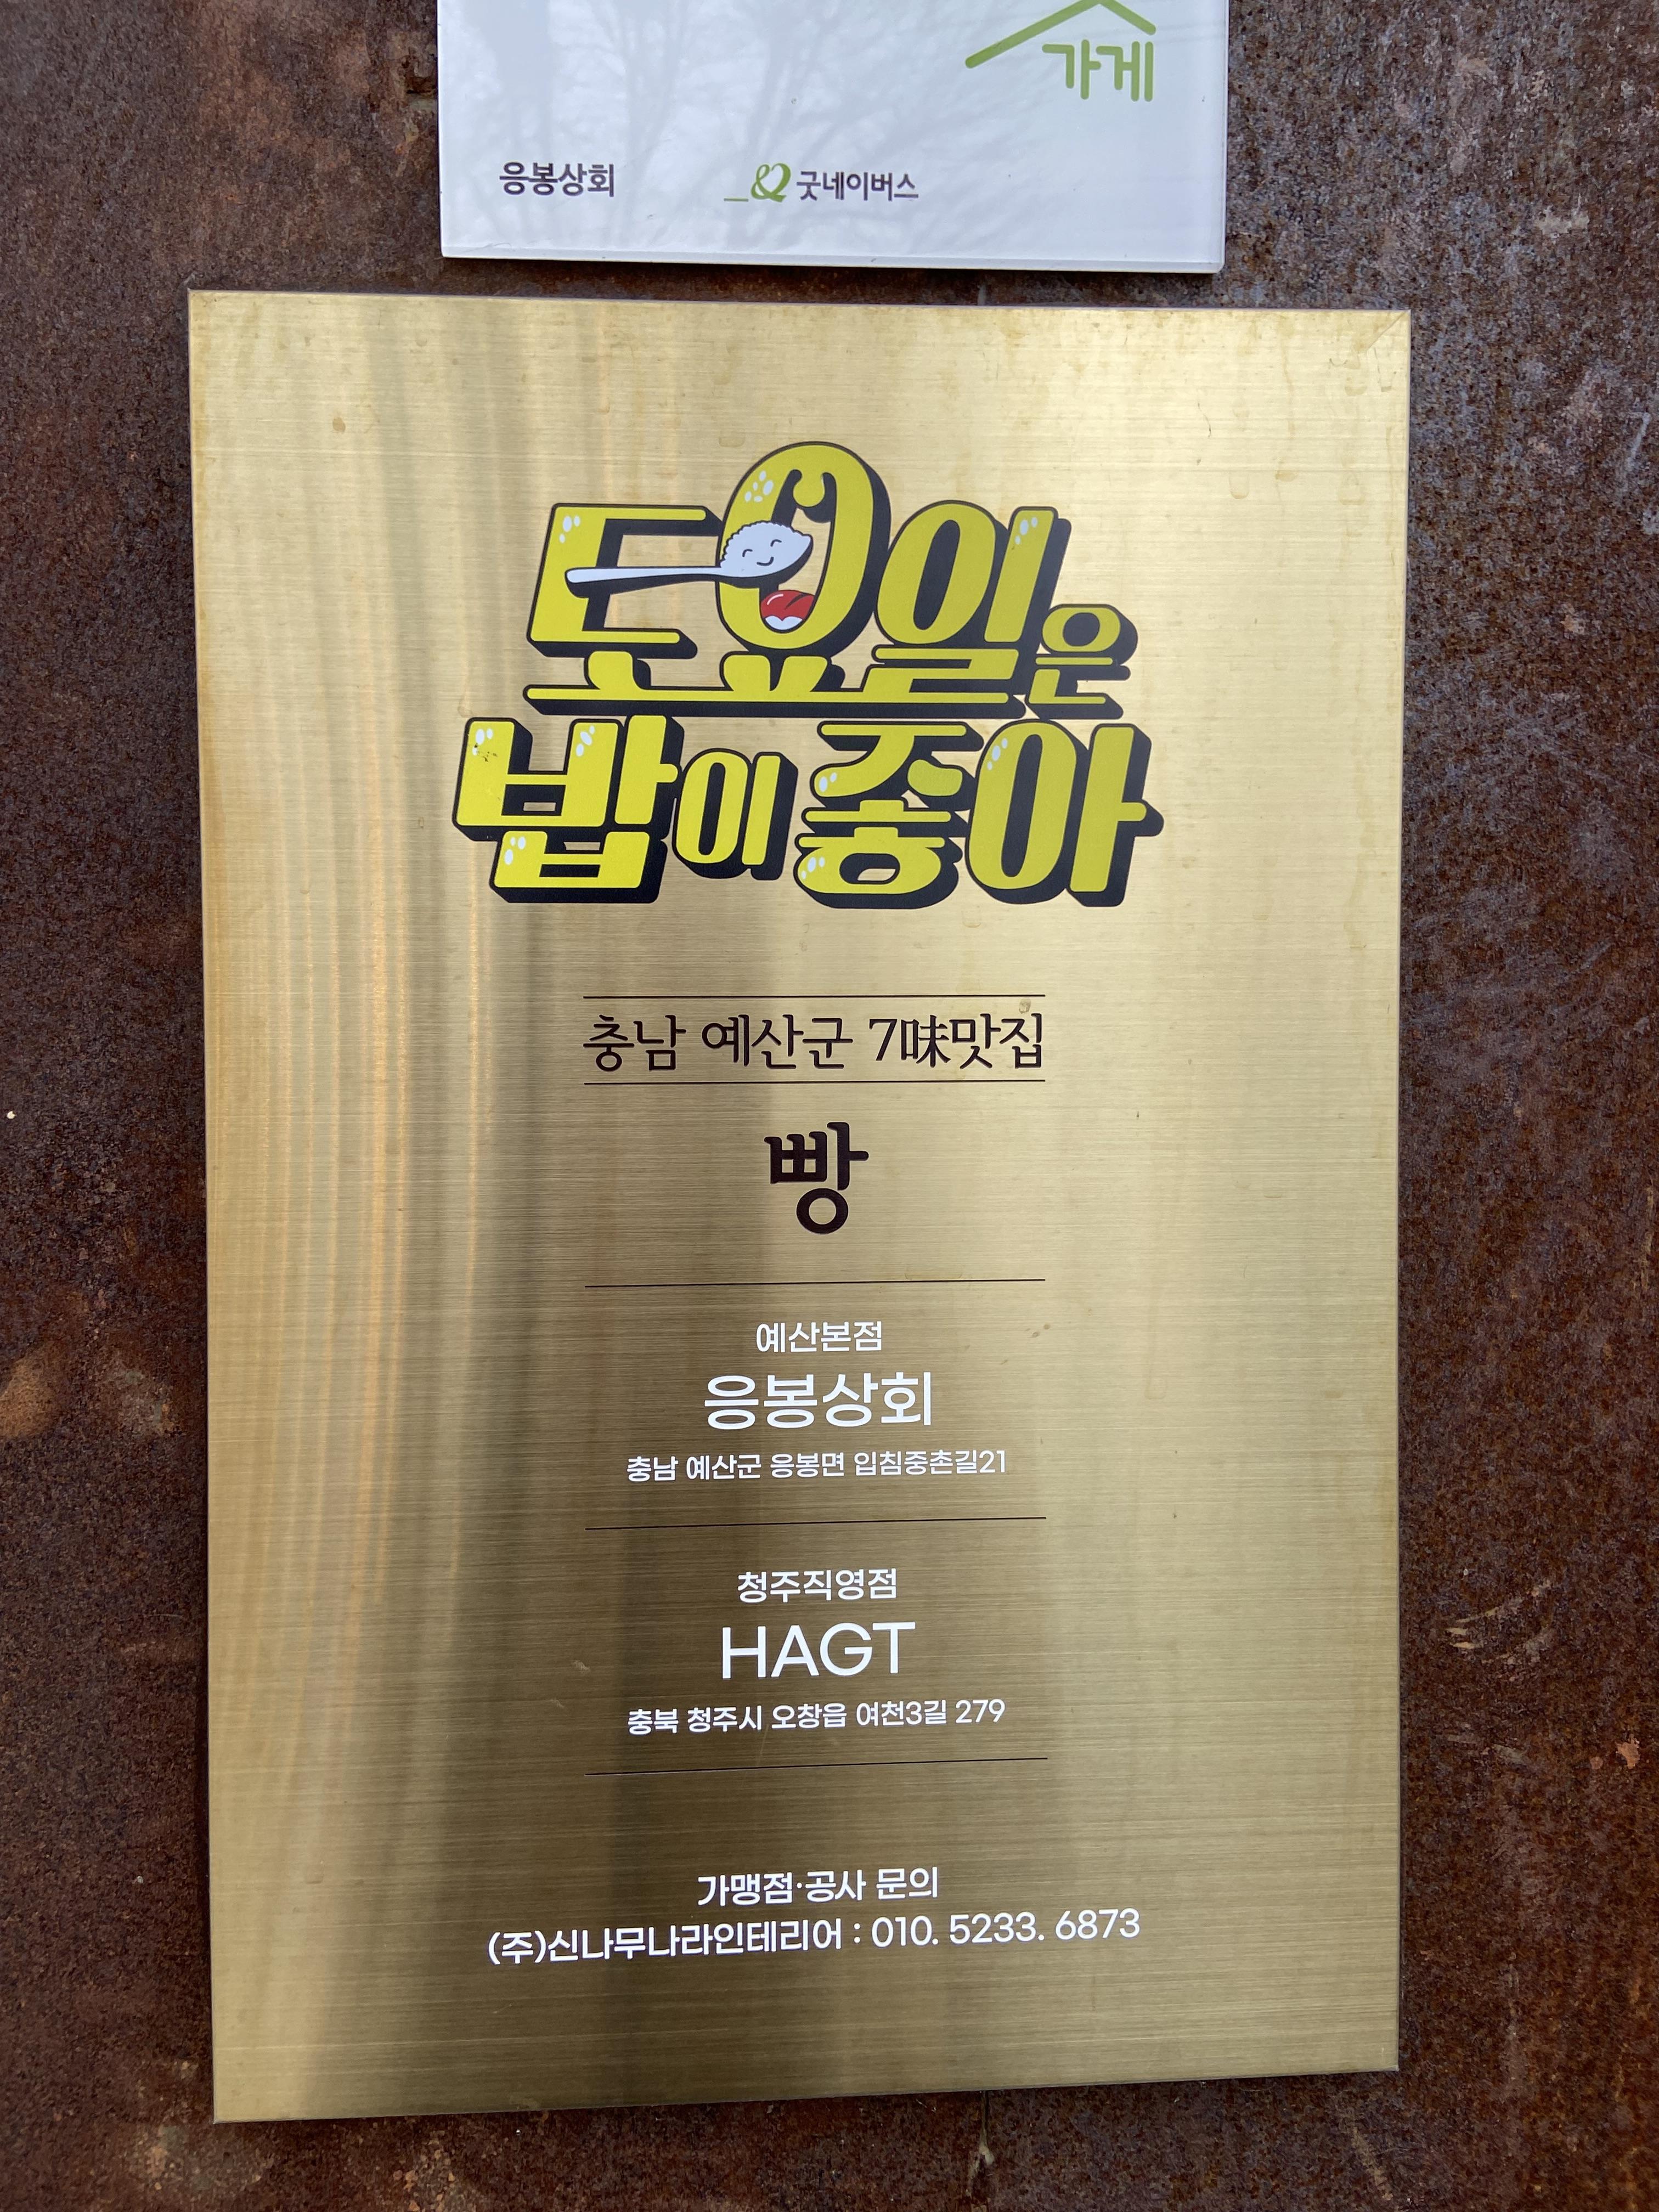 가게
응봉상회 굿네이버스
토요일은
밥이 좋아
충남 예산군 7味맛집
빵
예산본점
응봉상회
충남 예산군 응봉면 입침중촌길21
청주직영점
HAGT
충북 청주시 오창읍 여천3길 279
가맹점·공사 문의
(주)신나무나라인테리어 : 010. 5233. 6873